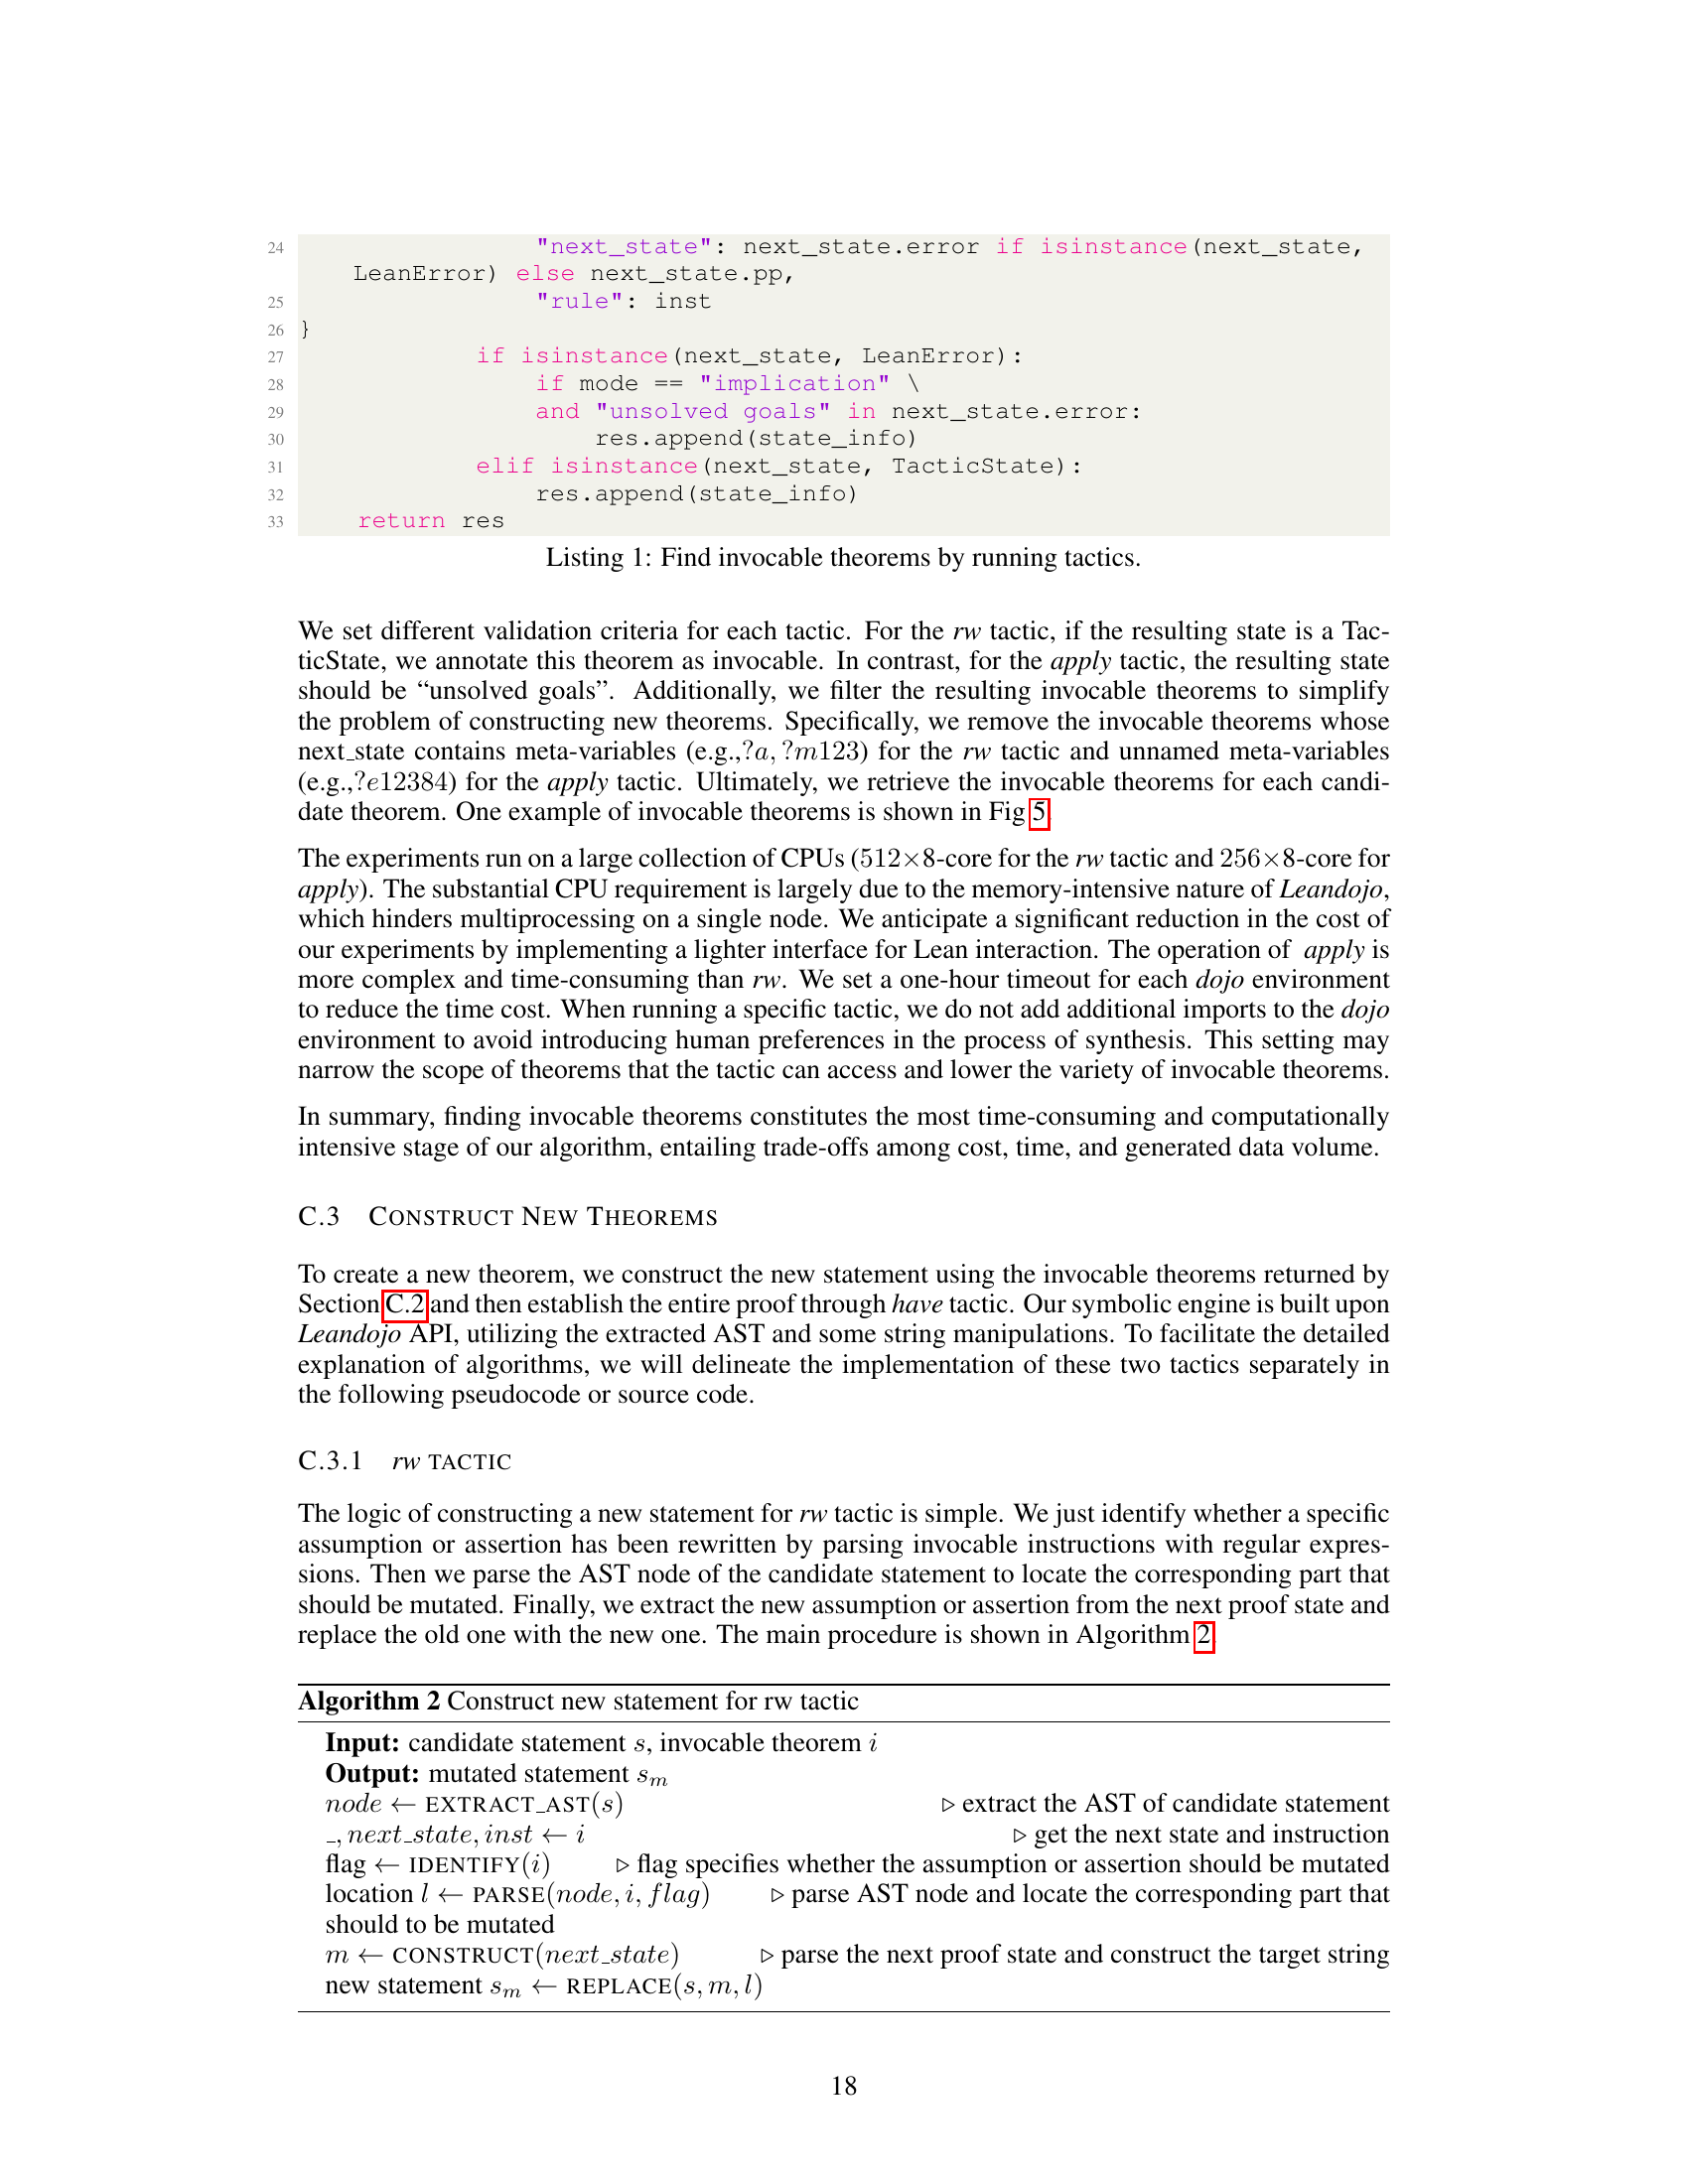 24 "next_state": next_state.error if isinstance(next_state,
LeanError) else next_state.pp,
25 "rule": inst
26 }
27 if isinstance(next_state, LeanError):
28 if mode == "implication" \
29 and "unsolved goals" in next_state.error:
30 res.append(state_info)
31 elif isinstance(next_state, TacticState):
32 res.append(state_info)
33 return res
Listing 1: Find invocable theorems by running tactics.
We set different validation criteria for each tactic. For the rw tactic, if the resulting state is a Tac-
ticState, we annotate this theorem as invocable. In contrast, for the apply tactic, the resulting state
should be “unsolved goals”. Additionally, we filter the resulting invocable theorems to simplify
the problem of constructing new theorems. Specifically, we remove the invocable theorems whose
next_state contains meta-variables (e.g.,?a, ?m123) for the rw tactic and unnamed meta-variables
(e.g.,?e12384) for the apply tactic. Ultimately, we retrieve the invocable theorems for each candi-
date theorem. One example of invocable theorems is shown in Fig 5.
The experiments run on a large collection of CPUs (512×8-core for the rw tactic and 256×8-core for
apply). The substantial CPU requirement is largely due to the memory-intensive nature of Leandojo,
which hinders multiprocessing on a single node. We anticipate a significant reduction in the cost of
our experiments by implementing a lighter interface for Lean interaction. The operation of apply is
more complex and time-consuming than rw. We set a one-hour timeout for each dojo environment
to reduce the time cost. When running a specific tactic, we do not add additional imports to the dojo
environment to avoid introducing human preferences in the process of synthesis. This setting may
narrow the scope of theorems that the tactic can access and lower the variety of invocable theorems.
In summary, finding invocable theorems constitutes the most time-consuming and computationally
intensive stage of our algorithm, entailing trade-offs among cost, time, and generated data volume.
C.3 CONSTRUCT NEW THEOREMS
To create a new theorem, we construct the new statement using the invocable theorems returned by
Section C.2 and then establish the entire proof through have tactic. Our symbolic engine is built upon
Leandojo API, utilizing the extracted AST and some string manipulations. To facilitate the detailed
explanation of algorithms, we will delineate the implementation of these two tactics separately in
the following pseudocode or source code.
C.3.1 rw TACTIC
The logic of constructing a new statement for rw tactic is simple. We just identify whether a specific
assumption or assertion has been rewritten by parsing invocable instructions with regular expres-
sions. Then we parse the AST node of the candidate statement to locate the corresponding part that
should be mutated. Finally, we extract the new assumption or assertion from the next proof state and
replace the old one with the new one. The main procedure is shown in Algorithm 2.
Algorithm 2 Construct new statement for rw tactic
Input: candidate statement s, invocable theorem i
Output: mutated statement sₘ
node ← EXTRACT_AST(s) ▷ extract the AST of candidate statement
_, next_state, inst ← i ▷ get the next state and instruction
flag ← IDENTIFY(i) ▷ flag specifies whether the assumption or assertion should be mutated
location l ← PARSE(node, i, flag) ▷ parse AST node and locate the corresponding part that
should to be mutated
m ← CONSTRUCT(next_state) ▷ parse the next proof state and construct the target string
new statement sₘ ← REPLACE(s, m, l)
18